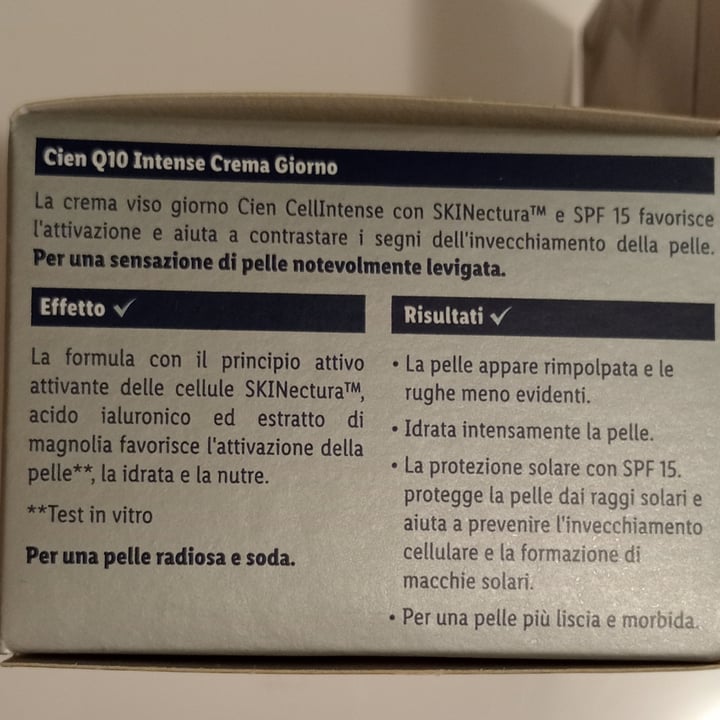 Cien Q10 Intense Crema Giorno
La crema viso giorno Cien CellIntense con SKINectura™ e SPF 15 favorisce
l'attivazione e aiuta a contrastare i segni dell'invecchiamento della pelle.
Per una sensazione di pelle notevolmente levigata.
Effetto ✓
La formula con il principio attivo
attivante delle cellule SKINectura™,
acido ialuronico ed estratto di
magnolia favorisce l'attivazione della
pelle**, la idrata e la nutre.
**Test in vitro
Per una pelle radiosa e soda.
Risultati ✓
• La pelle appare rimpolpata e le
rughe meno evidenti.
• Idrata intensamente la pelle.
• La protezione solare con SPF 15.
protegge la pelle dai raggi solari e
aiuta a prevenire l'invecchiamento
cellulare e la formazione di
macchie solari.
• Per una pelle più liscia e morbida.